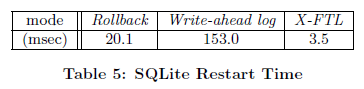 mode Rollback Write-ahead log X-FTL
(msec) 20.1 153.0 3.5
Table 5: SQLite Restart Time